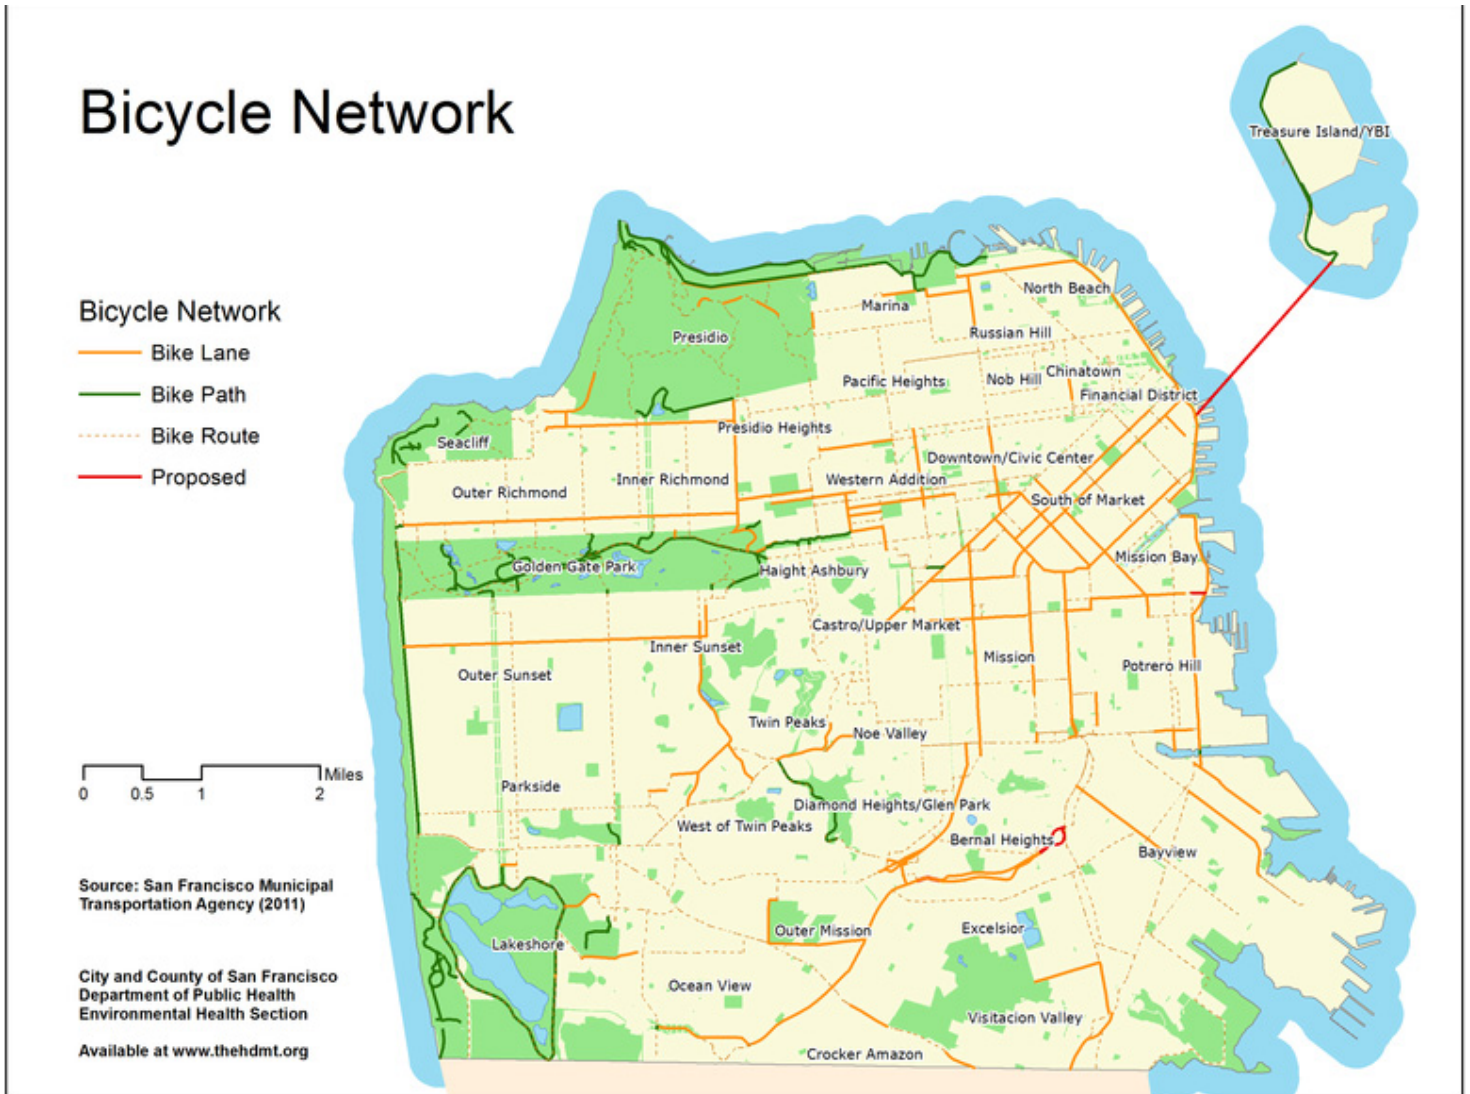 Bicycle Network
Treasure Island/YBI
Bicycle Network
Bike Lane
Bike Path
Bike Route
Proposed
North Beach
Marina
Russian Hill
Presidio
Chinatown
Nob Hill
Pacific Heights
Financial District
Presidio Heights
Seacliff
Downtown/Civic Center
Inner Richmond
Western Addition
Outer Richmond
South of Market
Mission Bay
Golden Gate Park
Haight Ashbury
Castro/Upper Market
Inner Sunset
Mission
Potrero Hill
Outer Sunset
Twin Peaks
Noe Valley
Miles
0 0.5 1 2
Parkside
Diamond Heights/Glen Park
West of Twin Peaks
Bernal Heights
Bayview
Source: San Francisco Municipal
Transportation Agency (2011)
Outer Mission
Excelsior
Lakeshore
City and County of San Francisco
Department of Public Health
Environmental Health Section
Ocean View
Visitacion Valley
Available at www.thehdmt.org
Crocker Amazon